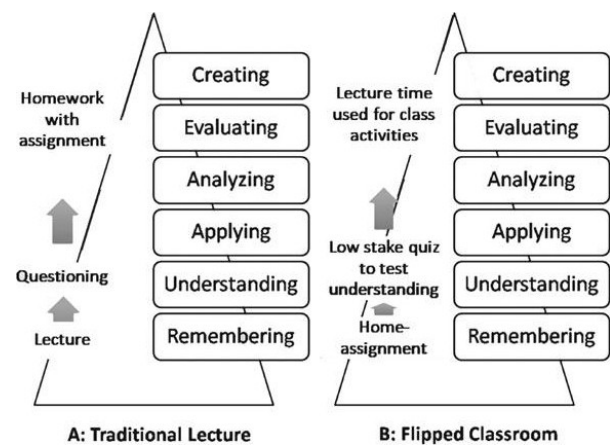 Homework
with
assignment
Questioning
Lecture
Creating
Evaluating
Analyzing
Applying
Understanding
Remembering
A: Traditional Lecture
Lecture time
used for class
activities
Low stake quiz
to test
understanding
Home-
assignment
Creating
Evaluating
Analyzing
Applying
Understanding
Remembering
B: Flipped Classroom